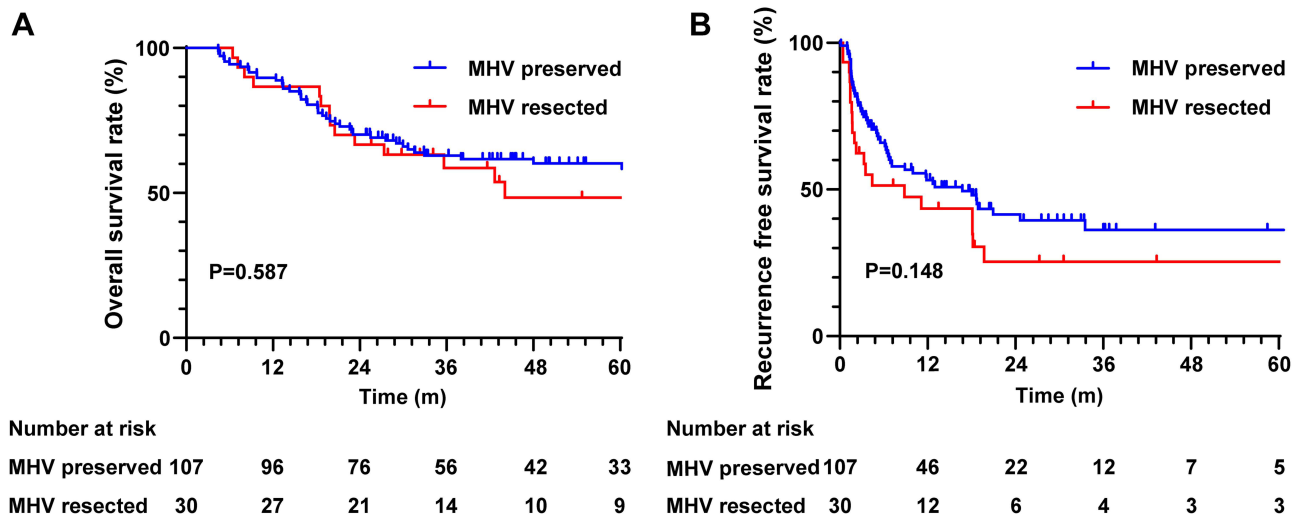 A
Overall survival rate (%)
100
50
0
MHV preserved
MHV resected
P=0.587
0 12 24 36 48 60
Time (m)
Number at risk
MHV preserved 107 96 76 56 42 33
MHV resected 30 27 21 14 10 9
B
Recurrence free survival rate (%)
100
50
0
MHV preserved
MHV resected
P=0.148
0 12 24 36 48 60
Time (m)
Number at risk
MHV preserved 107 46 22 12 7 5
MHV resected 30 12 6 4 3 3